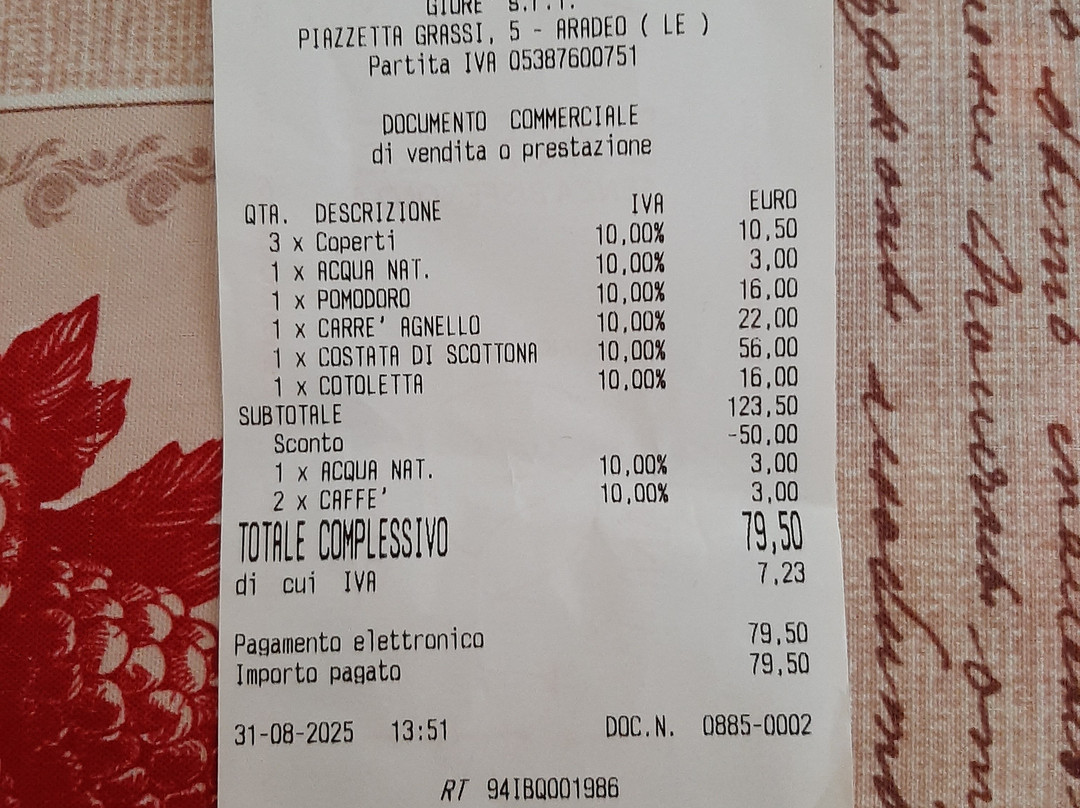 GIORE S.r.l.
PIAZZETTA GRASSI, 5 - ARADEO ( LE )
Partita IVA 05387600751
DOCUMENTO COMMERCIALE
di vendita o prestazione
QTA. DESCRIZIONE IVA EURO
3 x Coperti 10,00% 10,50
1 x ACQUA NAT. 10,00% 3,00
1 x POMODORO 10,00% 16,00
1 x CARRE' AGNELLO 10,00% 22,00
1 x COSTATA DI SCOTTONA 10,00% 56,00
1 x COTOLETTA 10,00% 16,00
SUBTOTALE 123,50
Sconto -50,00
1 x ACQUA NAT. 10,00% 3,00
2 x CAFFE' 10,00% 3,00
TOTALE COMPLESSIVO 79,50
di cui IVA 7,23
Pagamento elettronico 79,50
Importo pagato 79,50
31-08-2025 13:51 DOC.N. 0885-0002
RT 94IBQ001986